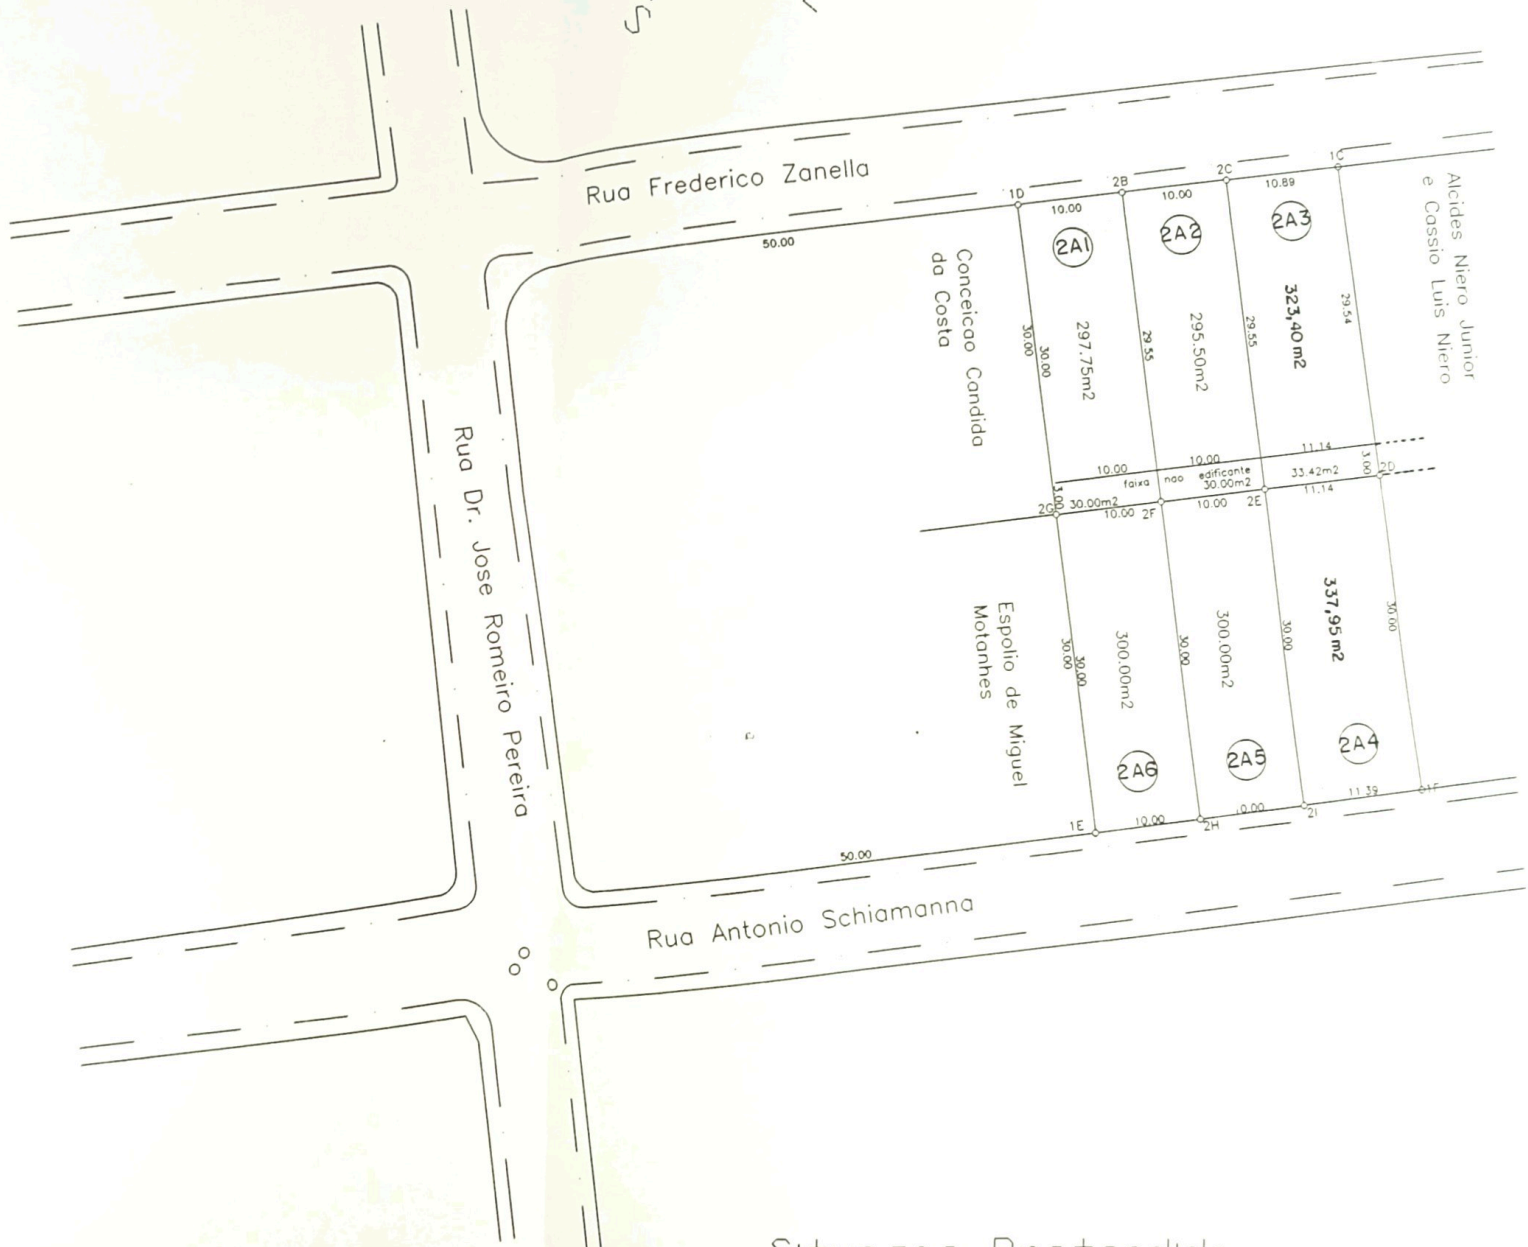 Rua Frederico Zanella
50.00
1D
10.00
2B
10.00
2C
10.89
1C
2A1
2A2
2A3
Alcides Niero Junior
e Cassio Luis Niero
Conceicao Candida
da Costa
30.00
30.00
297.75m2
29.55
295.50m2
29.55
323,40 m2
29.54
10.00
10.00
11.14
faixa nao edificante
3.00
30.00m2
30.00m2
33.42m2
3.00
2D
2G
10.00
2F
10.00
2E
11.14
Rua Dr. Jose Romeiro Pereira
Espolio de Miguel
Motanhes
30.00
30.00
300.00m2
30.00
300.00m2
30.00
337,95 m2
30.00
2A6
2A5
2A4
50.00
1E
10.00
2H
2I
11.39
1F
Rua Antonio Schiamanna